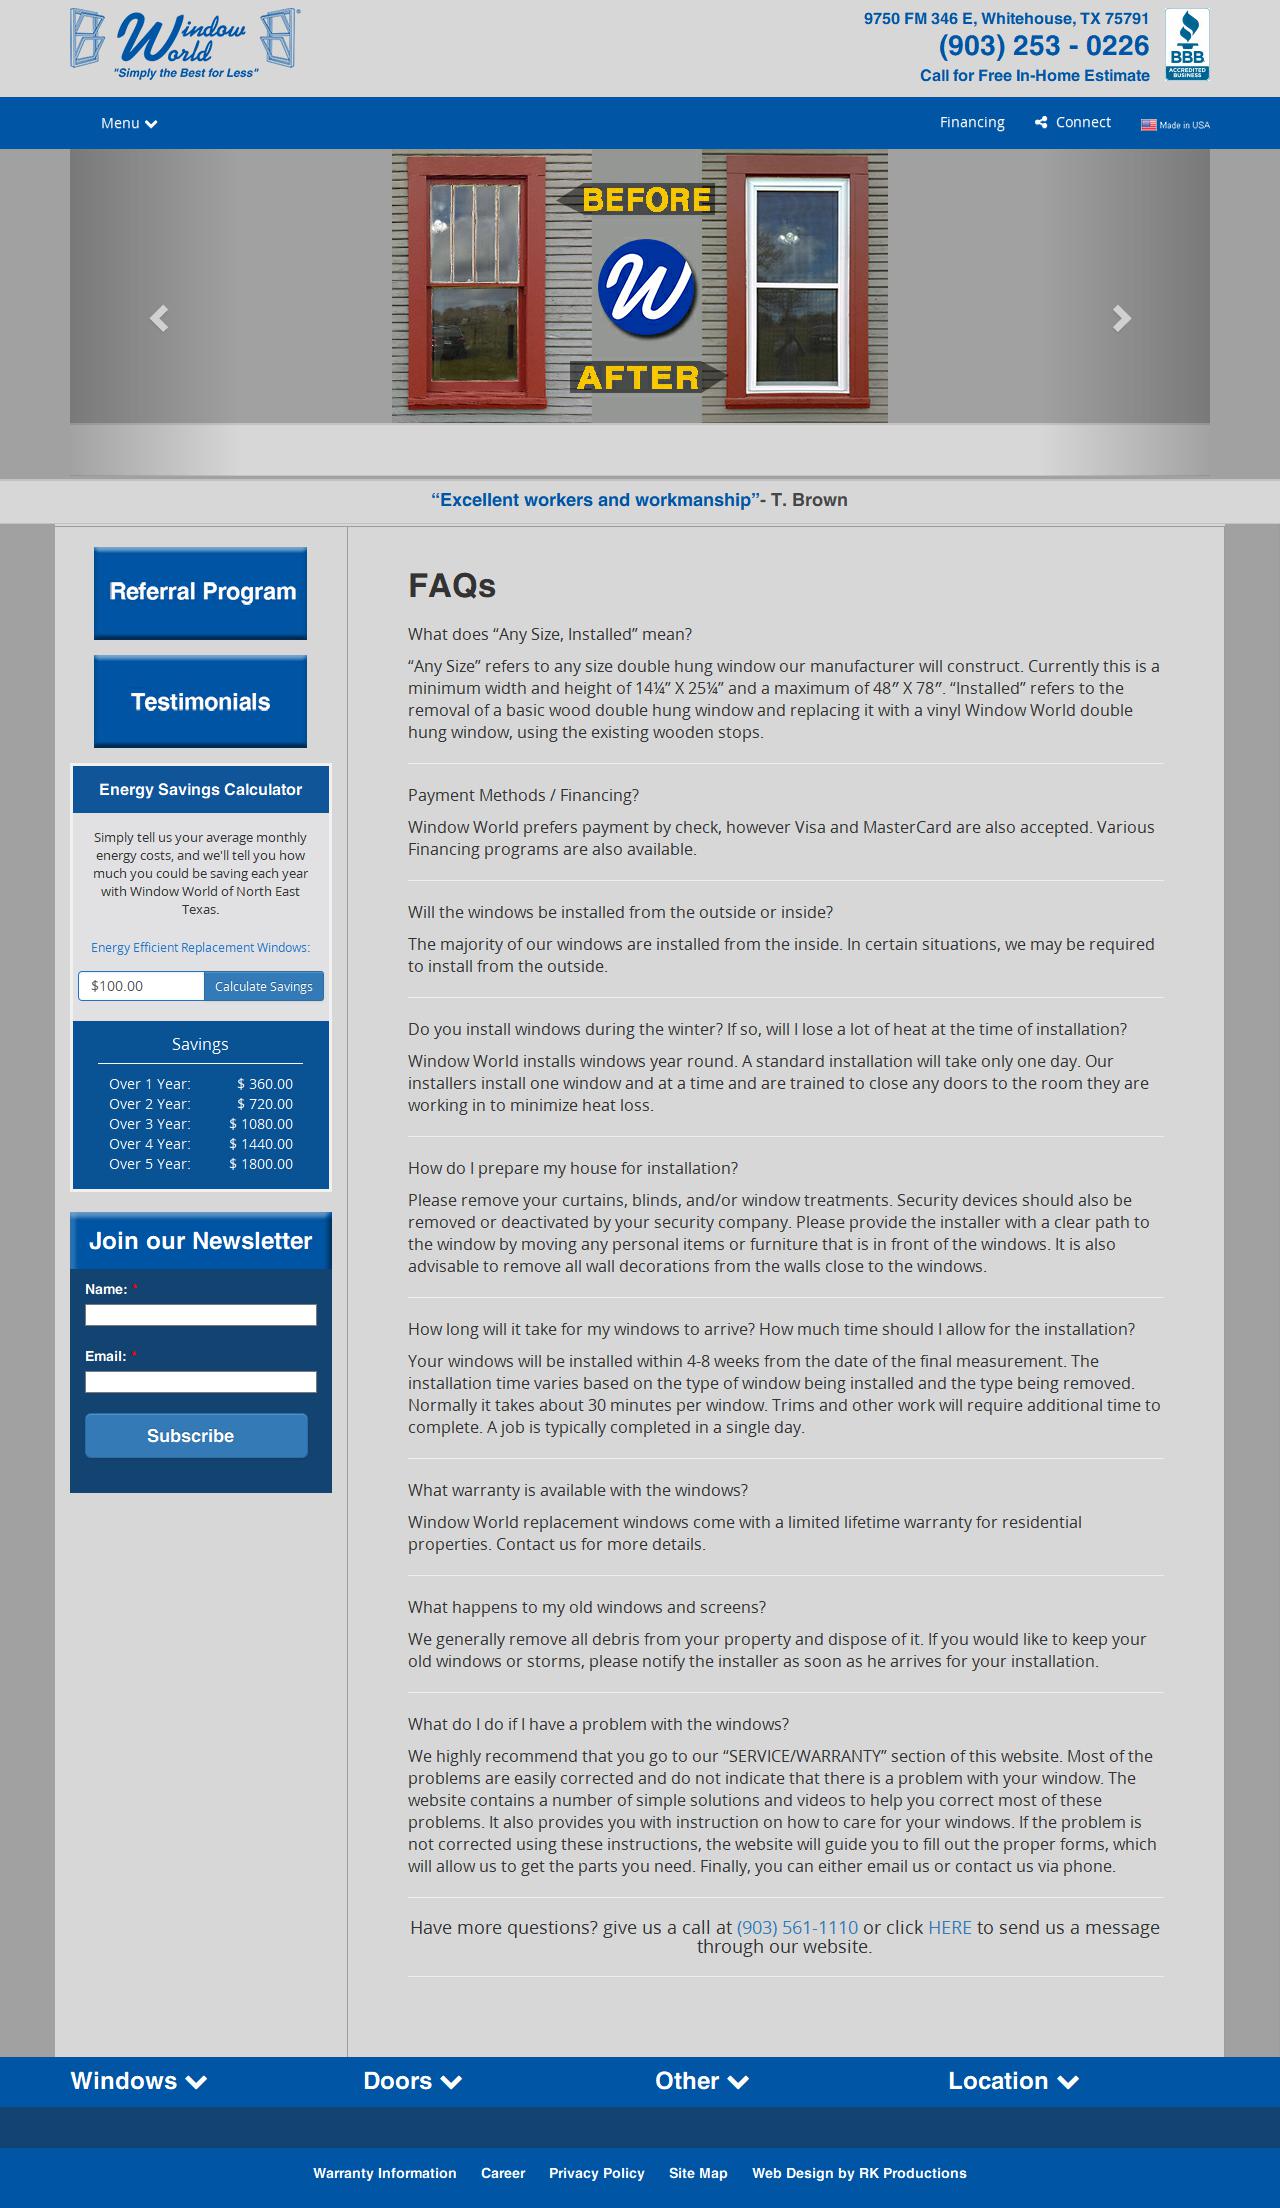 Window
World
"Simply the Best for Less"
9750 FM 346 E, Whitehouse, TX 75791
(903) 253 - 0226
Call for Free In-Home Estimate
BBB
ACCREDITED
BUSINESS
Menu
Financing
Connect
Made in USA
BEFORE
W
AFTER
“Excellent workers and workmanship”- T. Brown
Referral Program
Testimonials
Energy Savings Calculator
Simply tell us your average monthly
energy costs, and we'll tell you how
much you could be saving each year
with Window World of North East
Texas.
Energy Efficient Replacement Windows:
$100.00 Calculate Savings
Savings
Over 1 Year: $ 360.00
Over 2 Year: $ 720.00
Over 3 Year: $ 1080.00
Over 4 Year: $ 1440.00
Over 5 Year: $ 1800.00
Join our Newsletter
Name: *
Email: *
Subscribe
FAQs
What does “Any Size, Installed” mean?
“Any Size” refers to any size double hung window our manufacturer will construct. Currently this is a
minimum width and height of 14¼” X 25¼” and a maximum of 48” X 78”. “Installed” refers to the
removal of a basic wood double hung window and replacing it with a vinyl Window World double
hung window, using the existing wooden stops.
Payment Methods / Financing?
Window World prefers payment by check, however Visa and MasterCard are also accepted. Various
Financing programs are also available.
Will the windows be installed from the outside or inside?
The majority of our windows are installed from the inside. In certain situations, we may be required
to install from the outside.
Do you install windows during the winter? If so, will I lose a lot of heat at the time of installation?
Window World installs windows year round. A standard installation will take only one day. Our
installers install one window and at a time and are trained to close any doors to the room they are
working in to minimize heat loss.
How do I prepare my house for installation?
Please remove your curtains, blinds, and/or window treatments. Security devices should also be
removed or deactivated by your security company. Please provide the installer with a clear path to
the window by moving any personal items or furniture that is in front of the windows. It is also
advisable to remove all wall decorations from the walls close to the windows.
How long will it take for my windows to arrive? How much time should I allow for the installation?
Your windows will be installed within 4-8 weeks from the date of the final measurement. The
installation time varies based on the type of window being installed and the type being removed.
Normally it takes about 30 minutes per window. Trims and other work will require additional time to
complete. A job is typically completed in a single day.
What warranty is available with the windows?
Window World replacement windows come with a limited lifetime warranty for residential
properties. Contact us for more details.
What happens to my old windows and screens?
We generally remove all debris from your property and dispose of it. If you would like to keep your
old windows or storms, please notify the installer as soon as he arrives for your installation.
What do I do if I have a problem with the windows?
We highly recommend that you go to our “SERVICE/WARRANTY” section of this website. Most of the
problems are easily corrected and do not indicate that there is a problem with your window. The
website contains a number of simple solutions and videos to help you correct most of these
problems. It also provides you with instruction on how to care for your windows. If the problem is
not corrected using these instructions, the website will guide you to fill out the proper forms, which
will allow us to get the parts you need. Finally, you can either email us or contact us via phone.
Have more questions? give us a call at (903) 561-1110 or click HERE to send us a message
through our website.
Windows
Doors
Other
Location
Warranty Information Career Privacy Policy Site Map Web Design by RK Productions